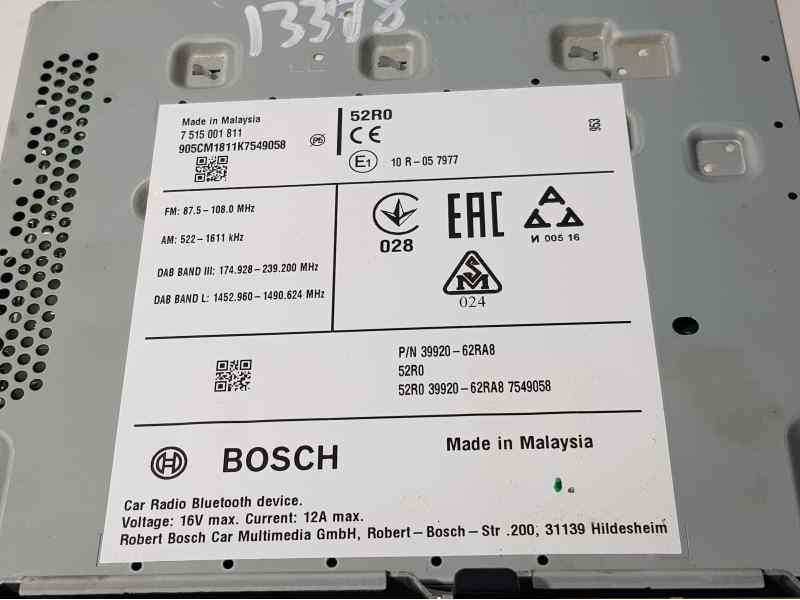 13378
Made in Malaysia
7 515 001 811
905CM1811K7549058
52R0
CE
E1 10 R-05 7977
FM: 87.5-108.0 MHz
AM: 522-1611 kHz
DAB BAND III: 174.928-239.200 MHz
DAB BAND L: 1452.960-1490.624 MHz
028
EAC
И 005 16
SM
024
P/N 39920-62RA8
52R0
52R0 39920-62RA8 7549058
BOSCH
Made in Malaysia
Car Radio Bluetooth device.
Voltage: 16V max. Current: 12A max.
Robert Bosch Car Multimedia GmbH, Robert-Bosch-Str .200, 31139 Hildesheim